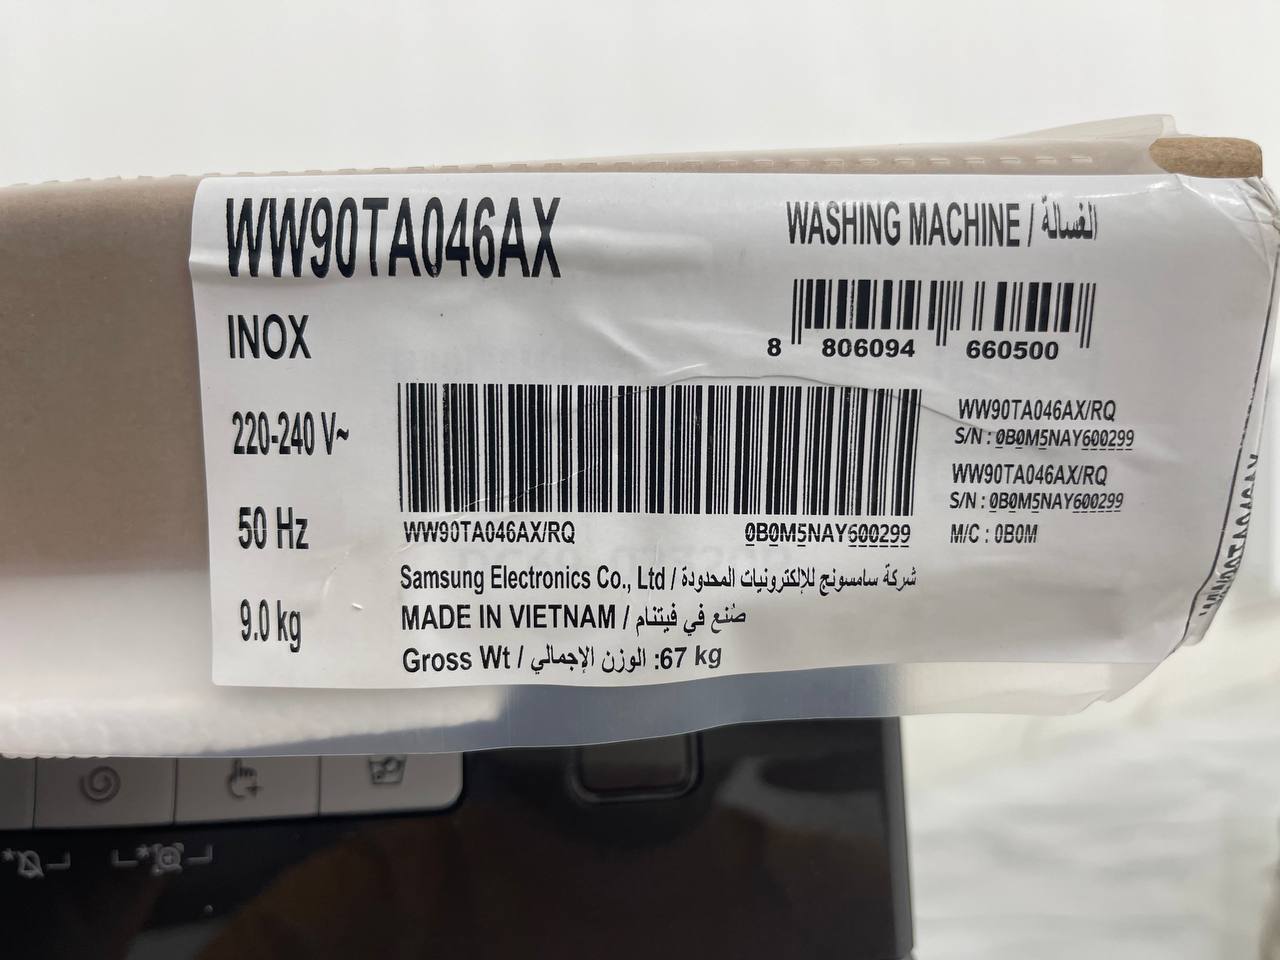 WW90TA046AX
WASHING MACHINE / الغسالة
INOX
8 806094 660500
220-240 V~
50 Hz
9.0 kg
WW90TA046AX/RQ 0B0M5NAY600299
WW90TA046AX/RQ
S/N : 0B0M5NAY600299
WW90TA046AX/RQ
S/N : 0B0M5NAY600299
M/C : 0B0M
Samsung Electronics Co., Ltd / شركة سامسونج للإلكترونيات المحدودة
MADE IN VIETNAM / صُنع في فيتنام
Gross Wt / الوزن الإجمالي :67 kg